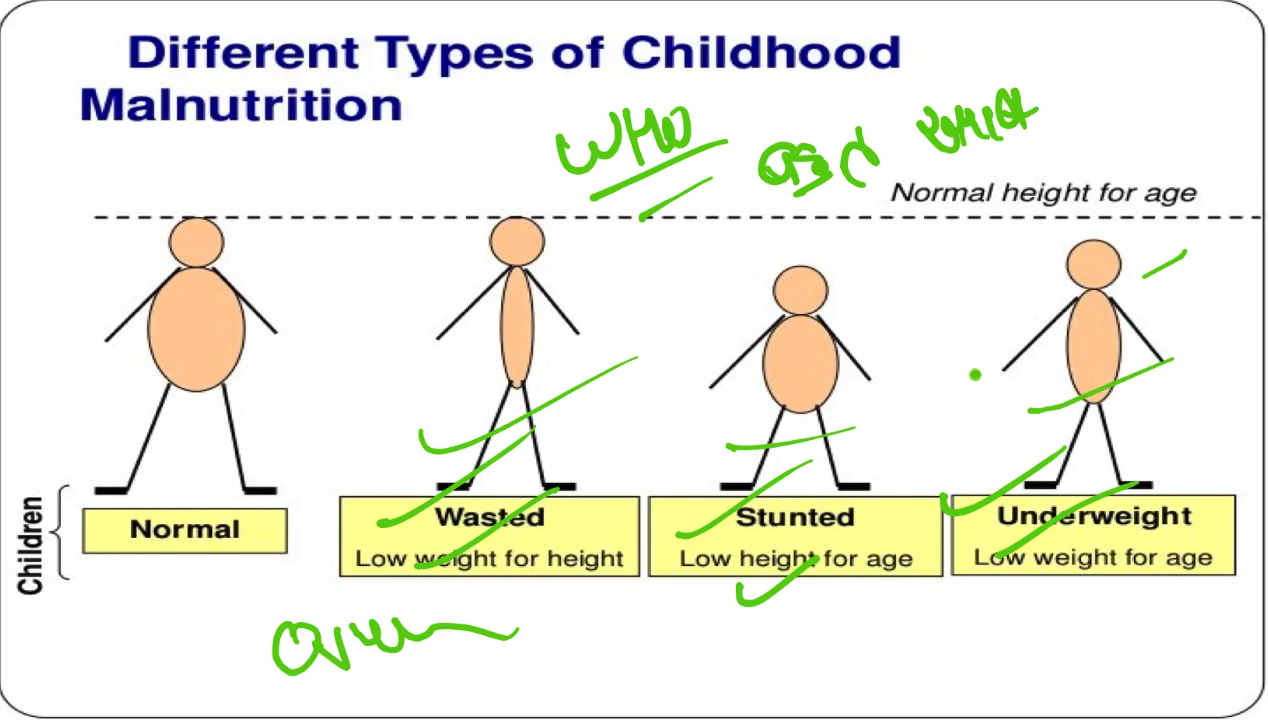 Different Types of Childhood
Malnutrition
WHO
Normal height for age
Children
Normal
Wasted
Low weight for height
Stunted
Low height for age
Underweight
Low weight for age